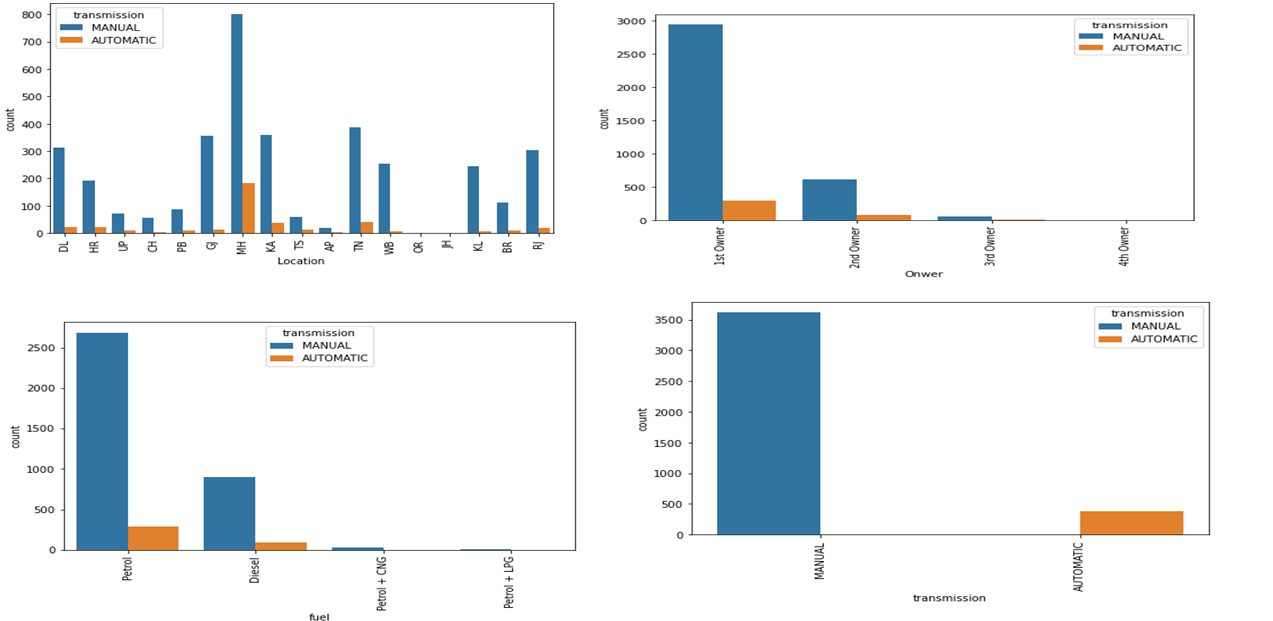 transmission
MANUAL
AUTOMATIC
800
700
600
500
400
300
200
100
0
count
DL
HR
UP
CH
PB
GJ
MH
KA
TS
AP
TN
WB
OR
JH
KL
BR
RJ
Location
transmission
MANUAL
AUTOMATIC
3000
2500
2000
1500
1000
500
0
count
1st Owner
2nd Owner
3rd Owner
4th Owner
Onwer
transmission
MANUAL
AUTOMATIC
2500
2000
1500
1000
500
0
count
Petrol
Diesel
Petrol + CNG
Petrol + LPG
fuel
transmission
MANUAL
AUTOMATIC
3500
3000
2500
2000
1500
1000
500
0
count
MANUAL
AUTOMATIC
transmission